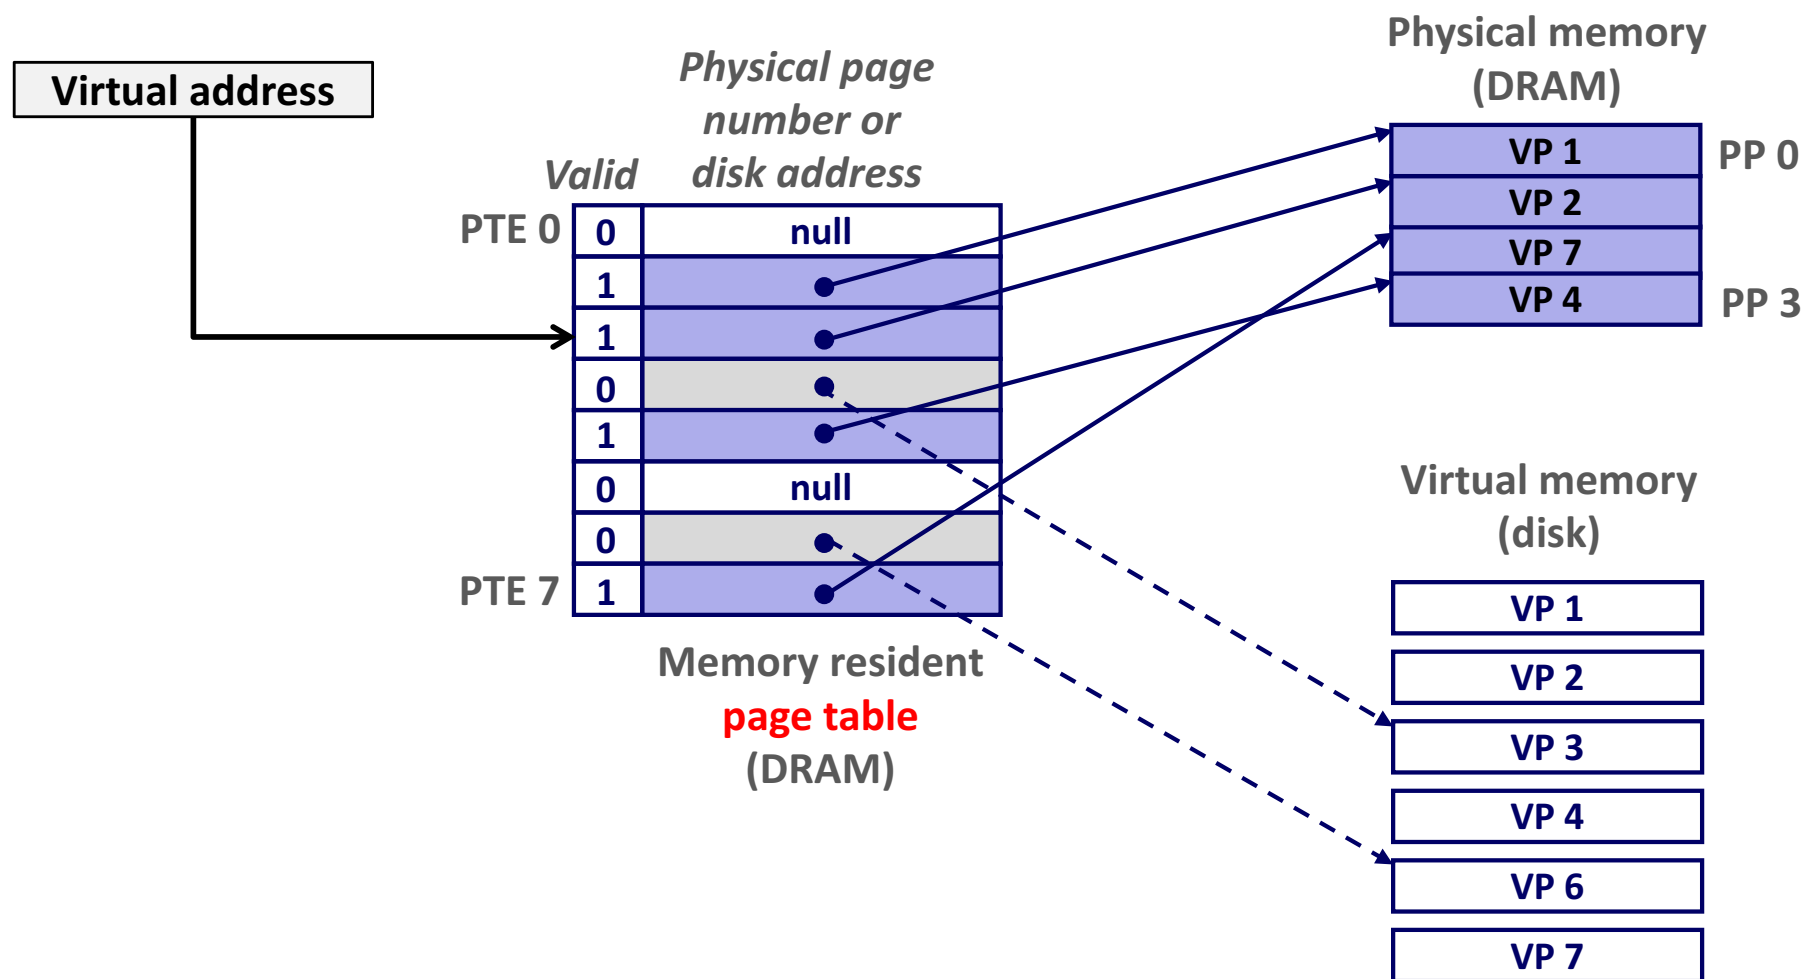 Virtual address
Physical page
number or
disk address
Valid
PTE 0
0
null
1
1
0
1
0
null
0
PTE 7
1
Memory resident
page table
(DRAM)
Physical memory
(DRAM)
VP 1
PP 0
VP 2
VP 7
VP 4
PP 3
Virtual memory
(disk)
VP 1
VP 2
VP 3
VP 4
VP 6
VP 7